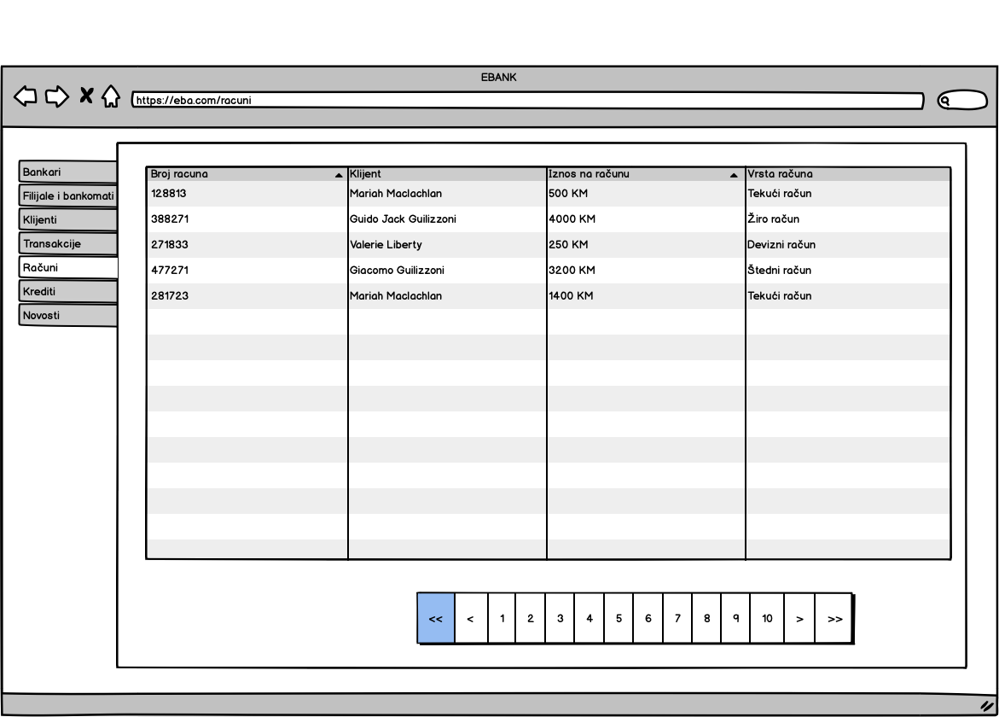 EBANK
https://eba.com/racuni
Bankari
Filijale i bankomati
Klijenti
Transakcije
Računi
Krediti
Novosti
Broj racuna Klijent Iznos na računu Vrsta računa
128813 Mariah Maclachlan 500 KM Tekući račun
388271 Guido Jack Guilizzoni 4000 KM Žiro račun
271833 Valerie Liberty 250 KM Devizni račun
477271 Giacomo Guilizzoni 3200 KM Štedni račun
281723 Mariah Maclachlan 1400 KM Tekući račun
<< < 1 2 3 4 5 6 7 8 9 10 > >>